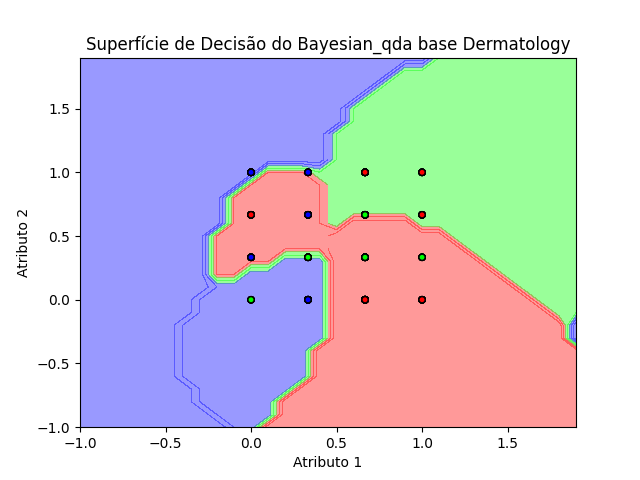 Superfície de Decisão do Bayesian_qda base Dermatology
1.5
1.0
0.5
0.0
−0.5
−1.0
Atributo 2
−1.0 −0.5 0.0 0.5 1.0 1.5
Atributo 1